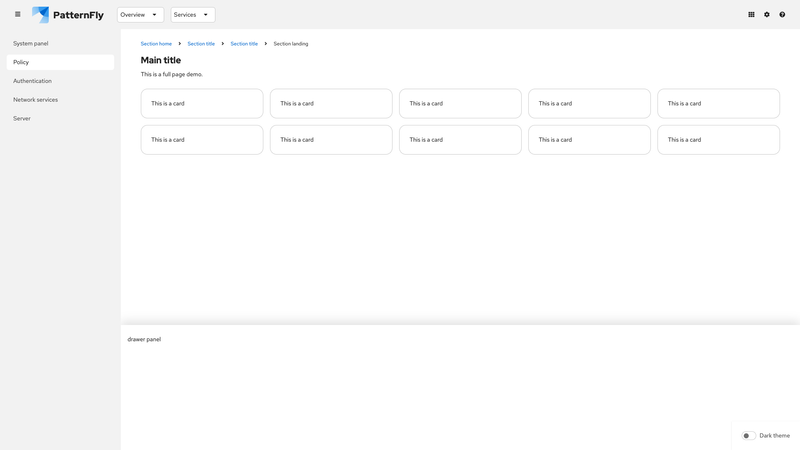 PatternFly
Overview
Services
System panel
Policy
Authentication
Network services
Server
Section home
Section title
Section title
Section landing
Main title
This is a full page demo.
This is a card
This is a card
This is a card
This is a card
This is a card
This is a card
This is a card
This is a card
This is a card
This is a card
drawer panel
Dark theme